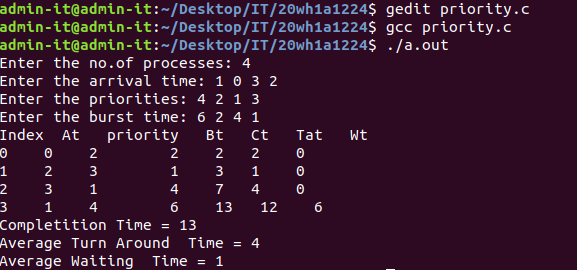 admin-it@admin-it:~/Desktop/IT/20wh1a1224$ gedit priority.c
admin-it@admin-it:~/Desktop/IT/20wh1a1224$ gcc priority.c
admin-it@admin-it:~/Desktop/IT/20wh1a1224$ ./a.out
Enter the no.of processes: 4
Enter the arrival time: 1 0 3 2
Enter the priorities: 4 2 1 3
Enter the burst time: 6 2 4 1
Index  At   priority   Bt   Ct   Tat   Wt
0    0    2        2    2    2    0
1    2    3        1    3    1    0
2    3    1        4    7    4    0
3    1    4        6    13    12    6
Completition Time = 13
Average Turn Around  Time = 4
Average Waiting  Time = 1